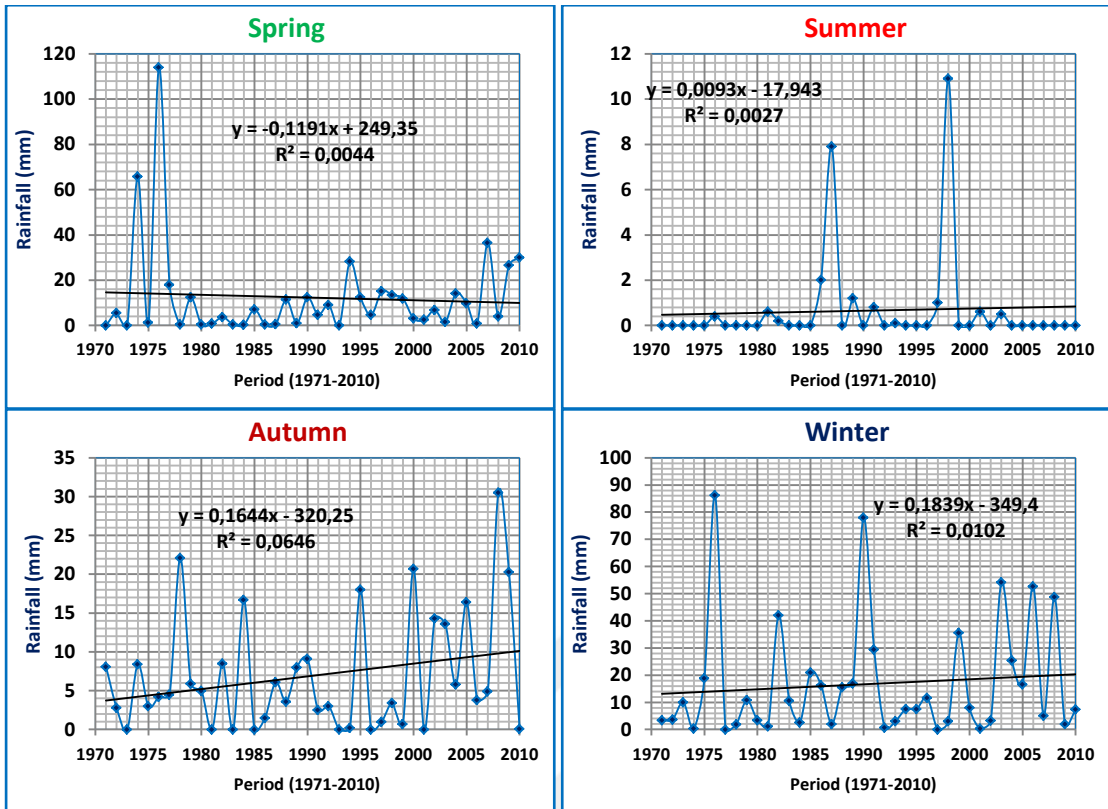 Spring
120
100
80
60
40
20
0
Rainfall (mm)
y = -0,1191x + 249,35
R² = 0,0044
1970 1975 1980 1985 1990 1995 2000 2005 2010
Period (1971-2010)
Summer
12
10
8
6
4
2
0
Rainfall (mm)
y = 0,0093x - 17,943
R² = 0,0027
1970 1975 1980 1985 1990 1995 2000 2005 2010
Period (1971-2010)
Autumn
35
30
25
20
15
10
5
0
Rainfall (mm)
y = 0,1644x - 320,25
R² = 0,0646
1970 1975 1980 1985 1990 1995 2000 2005 2010
Period (1971-2010)
Winter
100
90
80
70
60
50
40
30
20
10
0
Rainfall (mm)
y = 0,1839x - 349,4
R² = 0,0102
1970 1975 1980 1985 1990 1995 2000 2005 2010
Period (1971-2010)